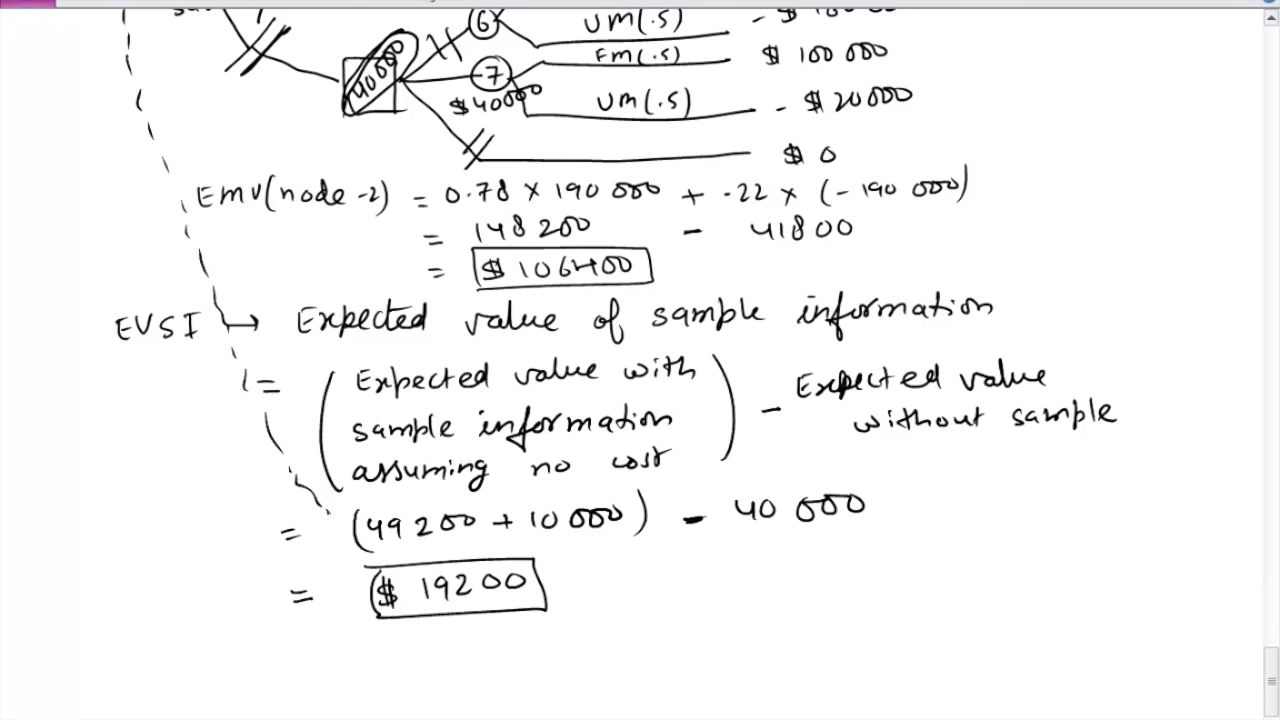 6 UM(.5)
FM(.5) $ 100 000
40000 7
$40000 UM(.5) - $ 20000
$ 0
EMV(node-2) = 0.78 × 190 000 + .22 × (- 190 000)
= 148 200 - 41800
= $ 106400
EVSI → Expected value of sample information
= (Expected value with sample information assuming no cost) - Expected value without sample
= (49200 + 10 000) - 40 000
= $ 19200